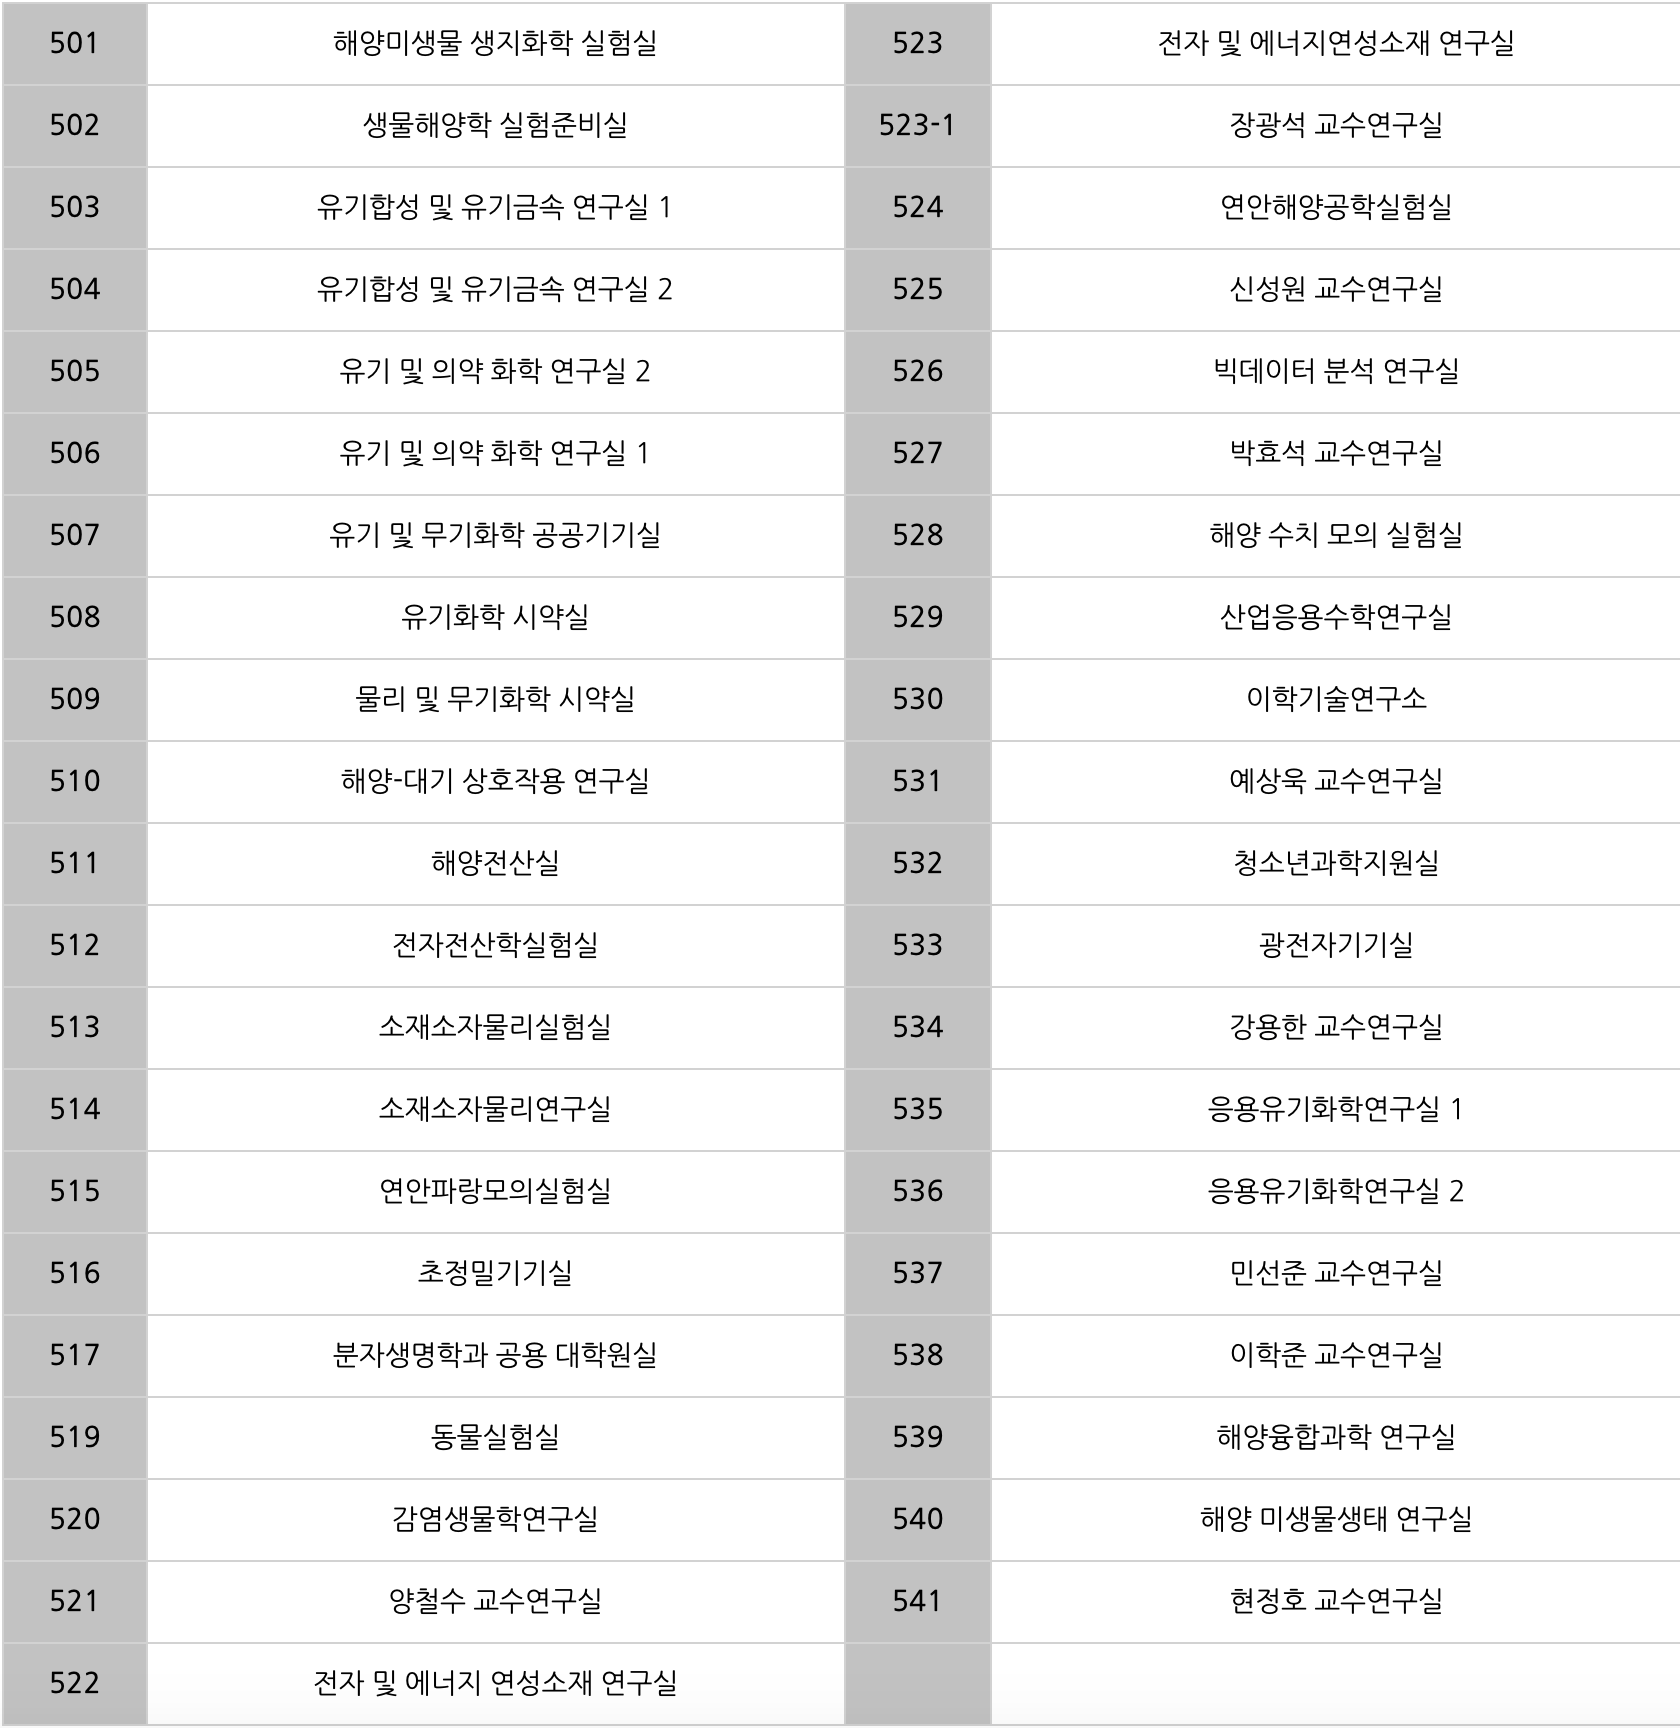 501 해양미생물 생지화학 실험실 523 전자 및 에너지연성소재 연구실
502 생물해양학 실험준비실 523-1 장광석 교수연구실
503 유기합성 및 유기금속 연구실 1 524 연안해양공학실험실
504 유기합성 및 유기금속 연구실 2 525 신성원 교수연구실
505 유기 및 의약 화학 연구실 2 526 빅데이터 분석 연구실
506 유기 및 의약 화학 연구실 1 527 박효석 교수연구실
507 유기 및 무기화학 공공기기실 528 해양 수치 모의 실험실
508 유기화학 시약실 529 산업응용수학연구실
509 물리 및 무기화학 시약실 530 이학기술연구소
510 해양-대기 상호작용 연구실 531 예상욱 교수연구실
511 해양전산실 532 청소년과학지원실
512 전자전산학실험실 533 광전자기기실
513 소재소자물리실험실 534 강용한 교수연구실
514 소재소자물리연구실 535 응용유기화학연구실 1
515 연안파랑모의실험실 536 응용유기화학연구실 2
516 초정밀기기실 537 민선준 교수연구실
517 분자생명학과 공용 대학원실 538 이학준 교수연구실
519 동물실험실 539 해양융합과학 연구실
520 감염생물학연구실 540 해양 미생물생태 연구실
521 양철수 교수연구실 541 현정호 교수연구실
522 전자 및 에너지 연성소재 연구실